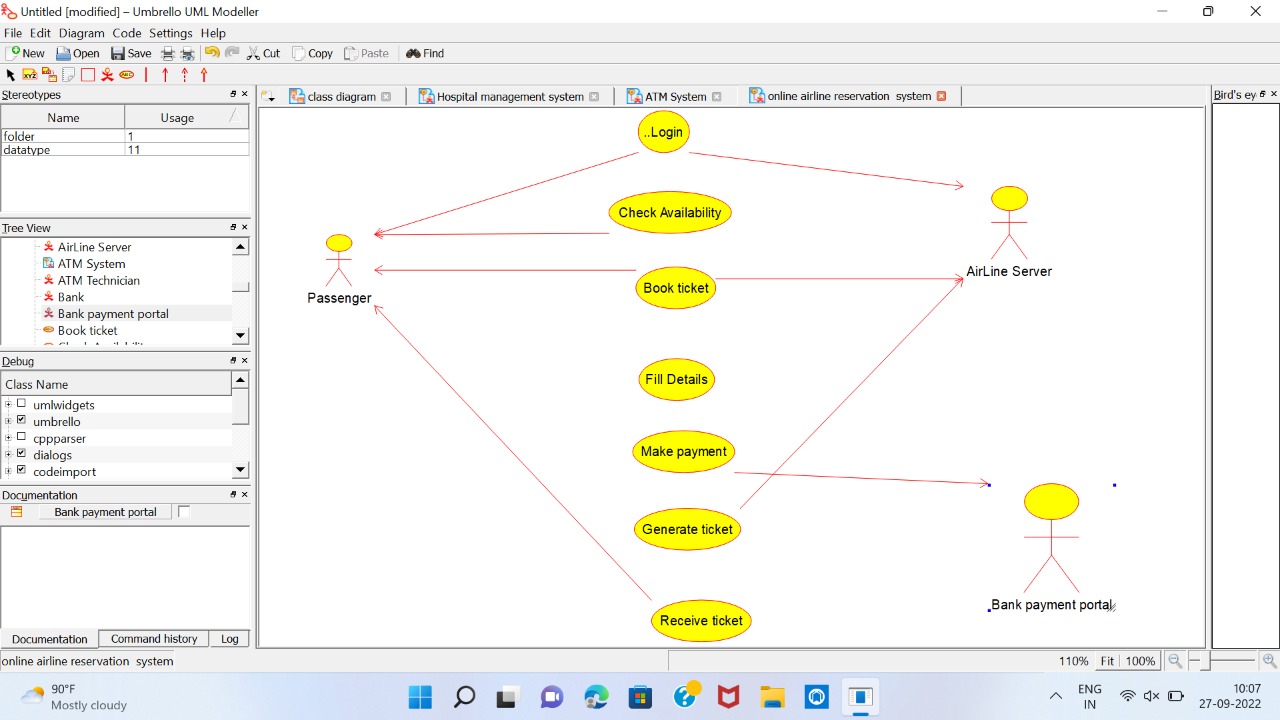 Untitled [modified] – Umbrello UML Modeller
File Edit Diagram Code Settings Help
New Open Save Cut Copy Paste Find
Stereotypes
Name Usage
folder 1
datatype 11
Tree View
AirLine Server
ATM System
ATM Technician
Bank
Bank payment portal
Book ticket
Debug
Class Name
umlwidgets
umbrello
cppparser
dialogs
codeimport
Documentation
Bank payment portal
Documentation Command history Log
class diagram Hospital management system ATM System online airline reservation system
Bird's ey
..Login
Check Availability
Passenger
Book ticket
AirLine Server
Fill Details
Make payment
Generate ticket
Receive ticket
Bank payment portal
online airline reservation system
110% Fit 100%
90°F
Mostly cloudy
ENG
IN
10:07
27-09-2022